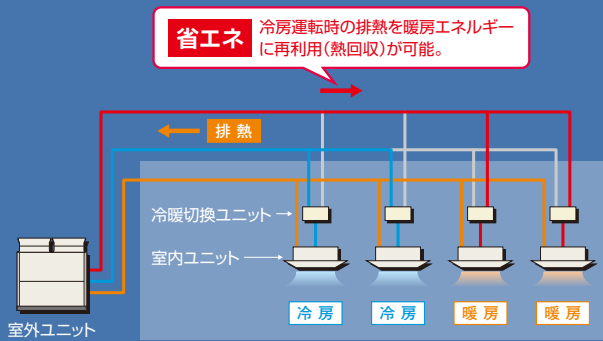 省エネ
冷房運転時の排熱を暖房エネルギー
に再利用(熱回収)が可能。
排熱
冷暖切換ユニット
室内ユニット
冷房
冷房
暖房
暖房
室外ユニット